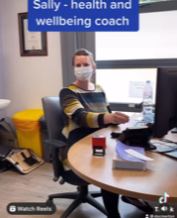 Sally - health and
wellbeing coach
Watch Reels